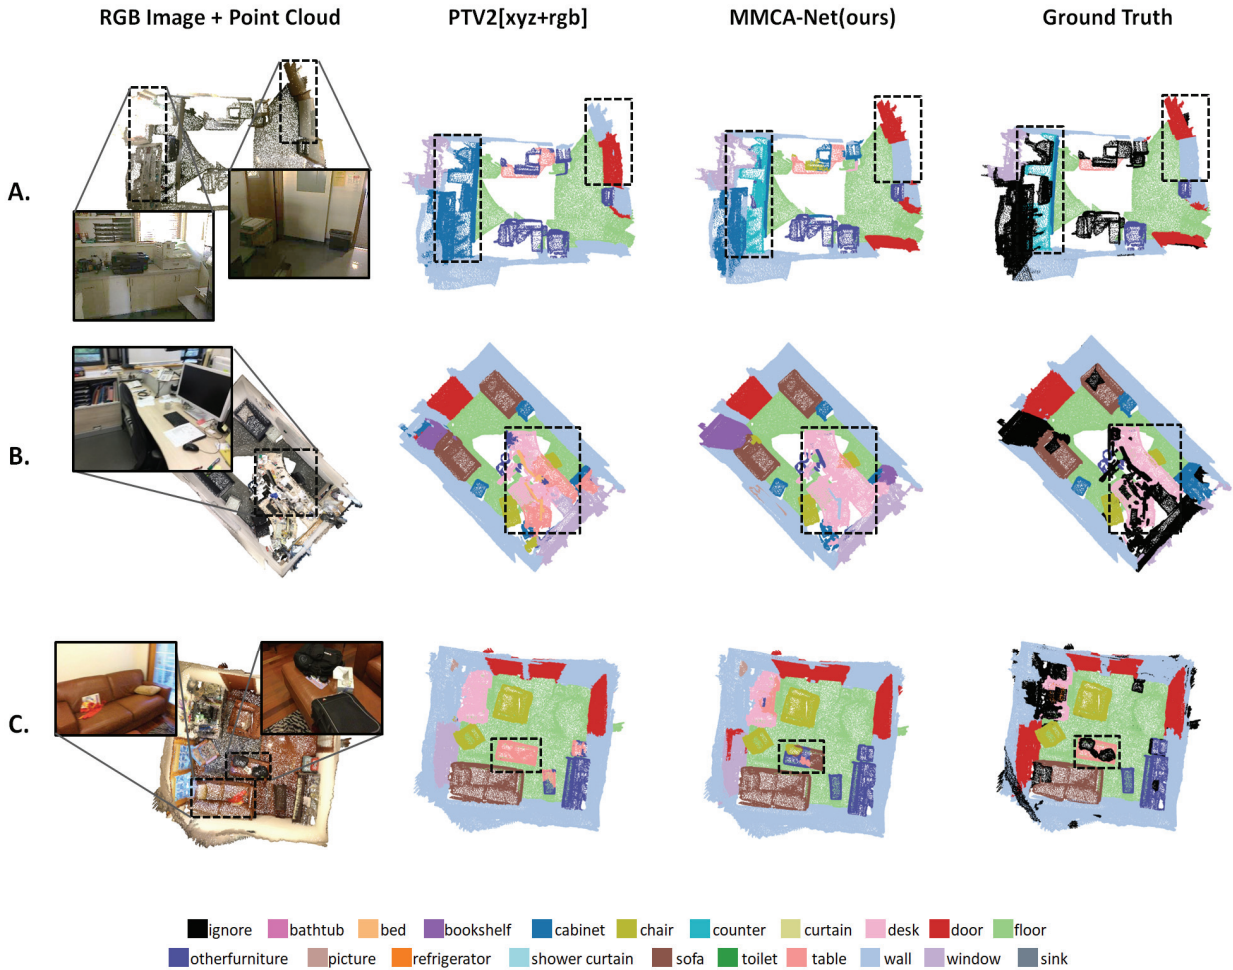 RGB Image + Point Cloud PTV2[xyz+rgb] MMCA-Net(ours) Ground Truth
A.
B.
C.
ignore bathtub bed bookshelf cabinet chair counter curtain desk door floor
otherfurniture picture refrigerator shower curtain sofa toilet table wall window sink